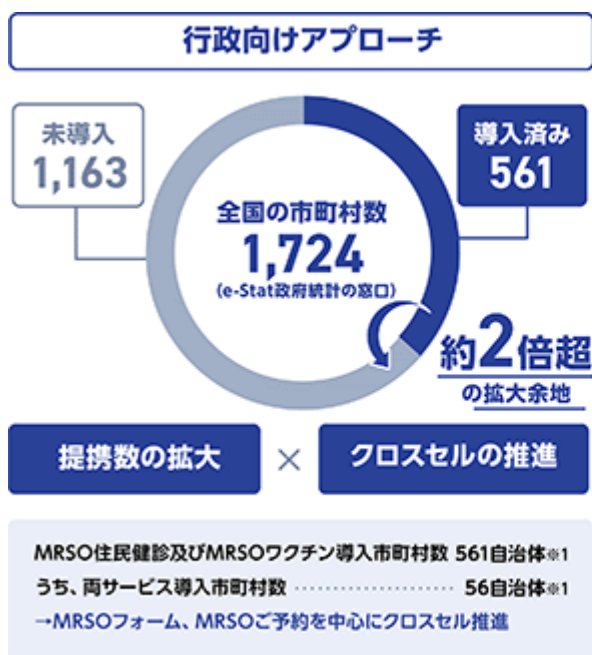 行政向けアプローチ
未導入
1,163
導入済み
561
全国の市町村数
1,724
(e-Stat政府統計の窓口)
約2倍超
の拡大余地
提携数の拡大
×
クロスセルの推進
MRSO住民健診及びMRSOワクチン導入市町村数 561自治体※1
うち、両サービス導入市町村数 ………………… 56自治体※1
→MRSOフォーム、MRSOご予約を中心にクロスセル推進